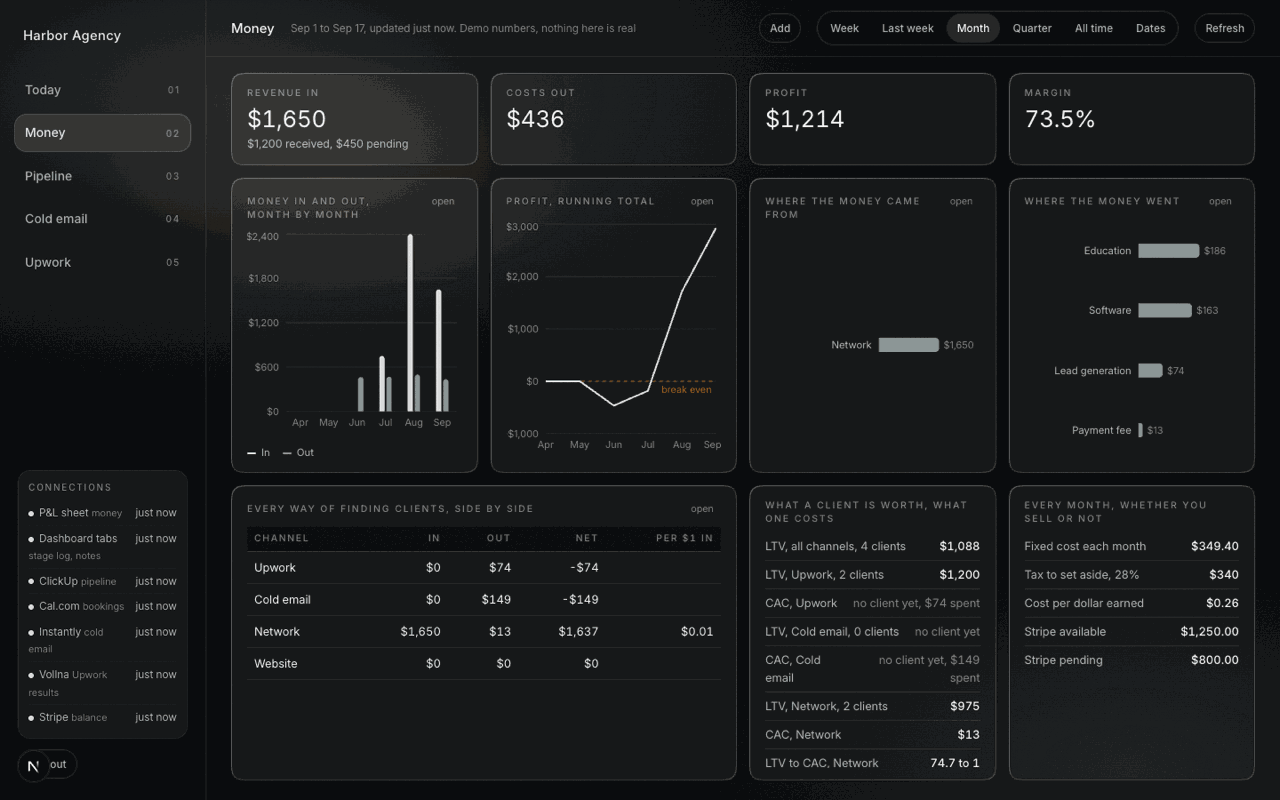 Harbor Agency
Today 01
Money 02
Pipeline 03
Cold email 04
Upwork 05
CONNECTIONS
P&L sheet money just now
Dashboard tabs just now
stage log, notes
ClickUp pipeline just now
Cal.com bookings just now
Instantly cold just now
email
Vollna Upwork just now
results
Stripe balance just now
N out
Money Sep 1 to Sep 17, updated just now. Demo numbers, nothing here is real
Add Week Last week Month Quarter All time Dates Refresh
REVENUE IN
$1,650
$1,200 received, $450 pending
COSTS OUT
$436
PROFIT
$1,214
MARGIN
73.5%
MONEY IN AND OUT, open
MONTH BY MONTH
$2,400
$1,800
$1,200
$600
$0
Apr May Jun Jul Aug Sep
In Out
PROFIT, RUNNING TOTAL open
$3,000
$2,000
$1,000
$0
break even
$1,000
Apr May Jun Jul Aug Sep
WHERE THE MONEY CAME open
FROM
Network $1,650
WHERE THE MONEY WENT open
Education $186
Software $163
Lead generation $74
Payment fee $13
EVERY WAY OF FINDING CLIENTS, SIDE BY SIDE open
CHANNEL IN OUT NET PER $1 IN
Upwork $0 $74 -$74
Cold email $0 $149 -$149
Network $1,650 $13 $1,637 $0.01
Website $0 $0 $0
WHAT A CLIENT IS WORTH, WHAT
ONE COSTS
LTV, all channels, 4 clients $1,088
LTV, Upwork, 2 clients $1,200
CAC, Upwork no client yet, $74 spent
LTV, Cold email, 0 clients no client yet
CAC, Cold no client yet, $149
email spent
LTV, Network, 2 clients $975
CAC, Network $13
LTV to CAC, Network 74.7 to 1
EVERY MONTH, WHETHER YOU
SELL OR NOT
Fixed cost each month $349.40
Tax to set aside, 28% $340
Cost per dollar earned $0.26
Stripe available $1,250.00
Stripe pending $800.00